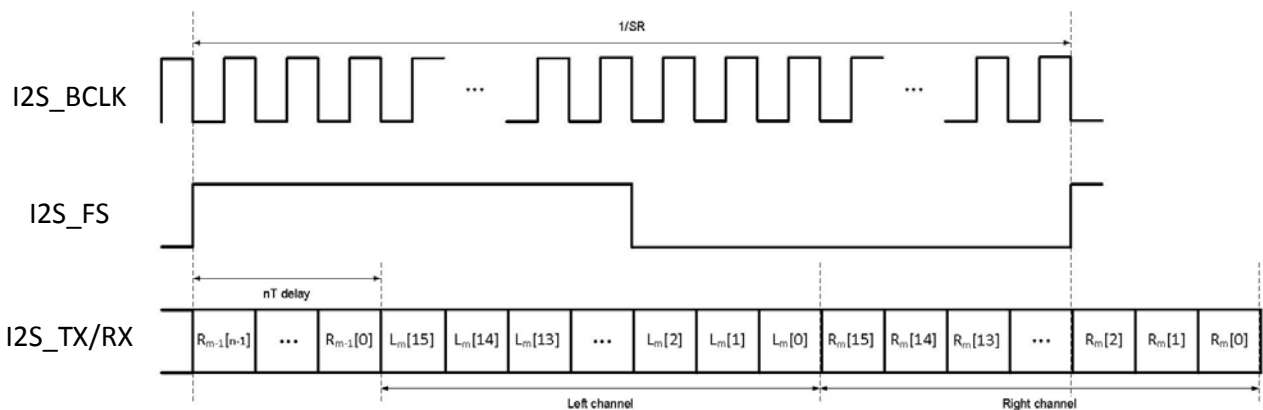 1/SR
I2S_BCLK
...
...
I2S_FS
nT delay
I2S_TX/RX
Rm-1[n-1] ... Rm-1[0] Lm[15] Lm[14] Lm[13] ... Lm[2] Lm[1] Lm[0] Rm[15] Rm[14] Rm[13] ... Rm[2] Rm[1] Rm[0]
Left channel
Right channel